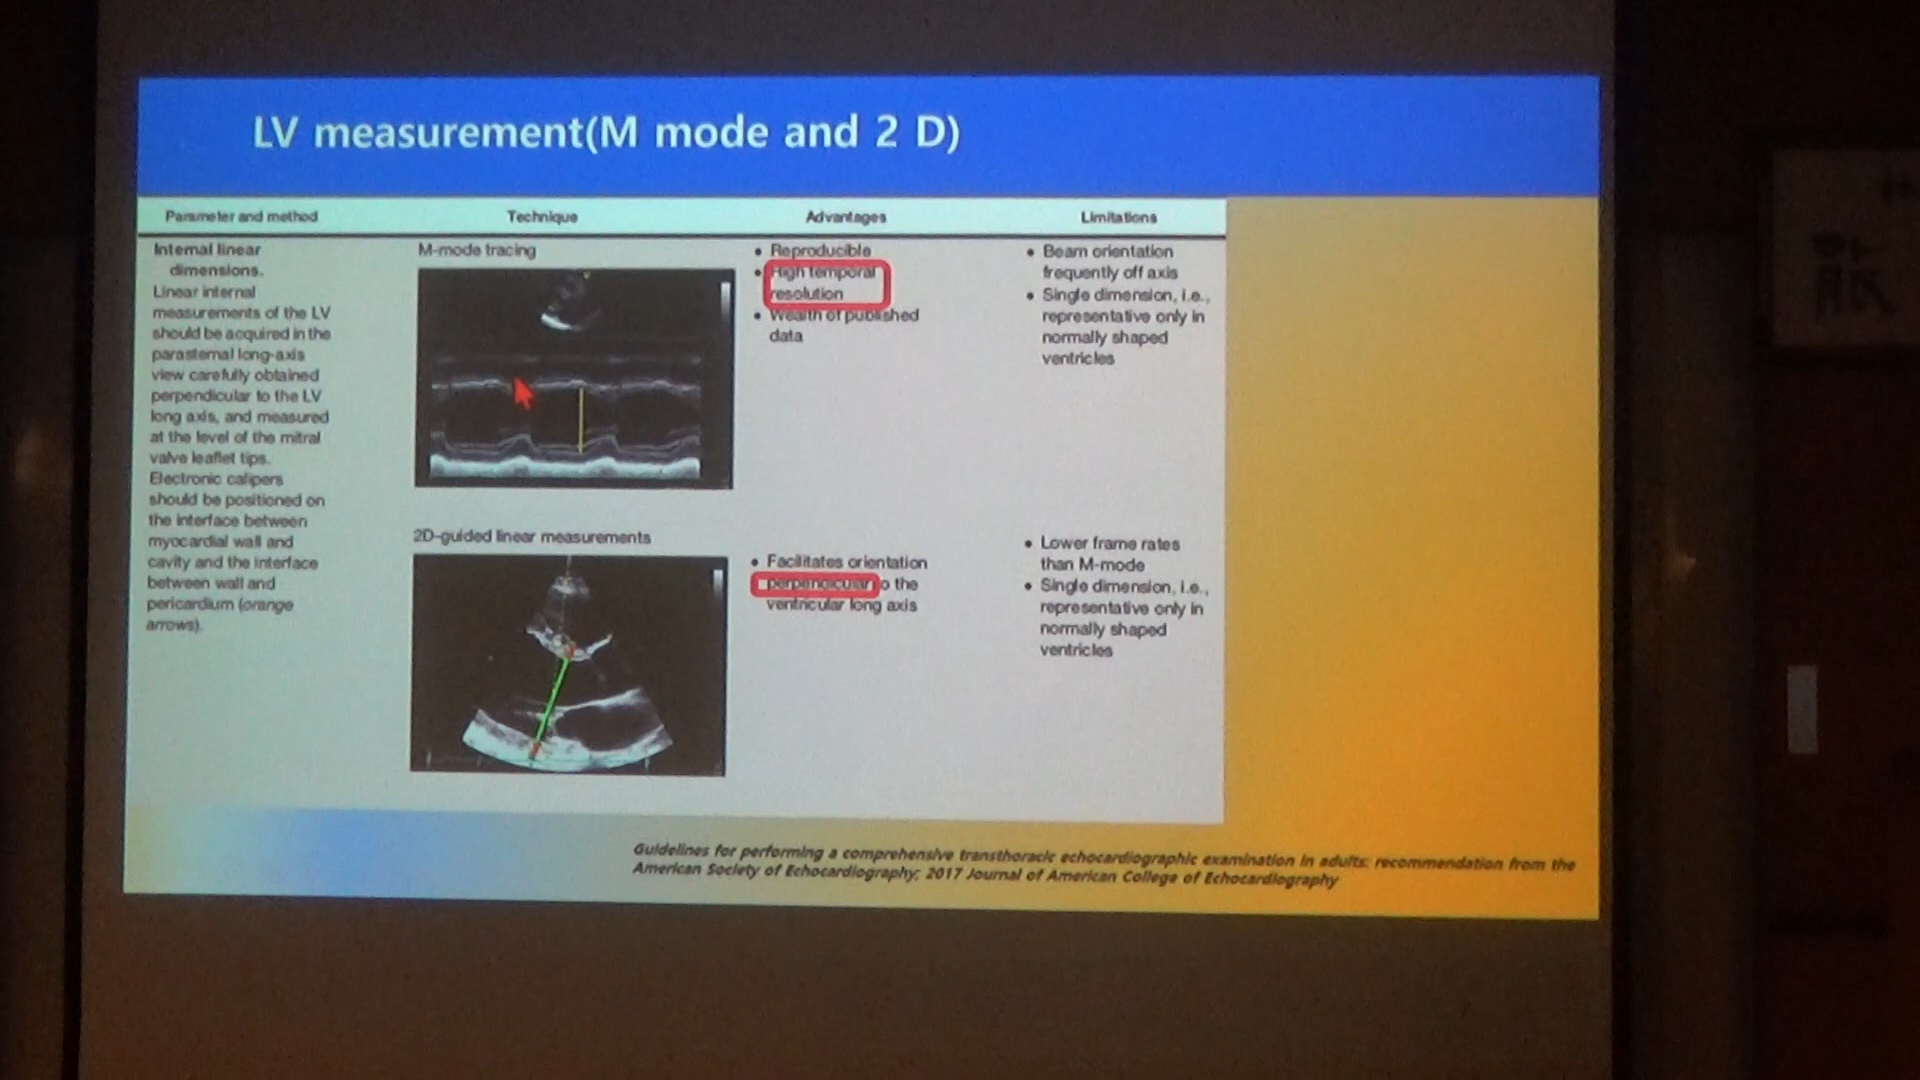 LV measurement(M mode and 2 D)
Parameter and method
Technique
Advantages
Limitations
Internal linear
dimensions.
Linear internal
measurements of the LV
should be acquired in the
parasternal long-axis
view carefully obtained
perpendicular to the LV
long axis, and measured
at the level of the mitral
valve leaflet tips.
Electronic calipers
should be positioned on
the interface between
myocardial wall and
cavity and the interface
between wall and
pericardium (orange
arrows).
M-mode tracing
• Reproducible
• High temporal
resolution
• Wealth of published
data
• Beam orientation
frequently off axis
• Single dimension, i.e.,
representative only in
normally shaped
ventricles
2D-guided linear measurements
• Facilitates orientation
perpendicular to the
ventricular long axis
• Lower frame rates
than M-mode
• Single dimension, i.e.,
representative only in
normally shaped
ventricles
Guidelines for performing a comprehensive transthoracic echocardiographic examination in adults: recommendation from the
American Society of Echocardiography; 2017 Journal of American College of Echocardiography